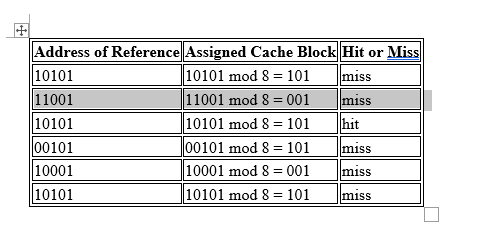 Address of Reference Assigned Cache Block Hit or Miss
10101 10101 mod 8 = 101 miss
11001 11001 mod 8 = 001 miss
10101 10101 mod 8 = 101 hit
00101 00101 mod 8 = 101 miss
10001 10001 mod 8 = 001 miss
10101 10101 mod 8 = 101 miss